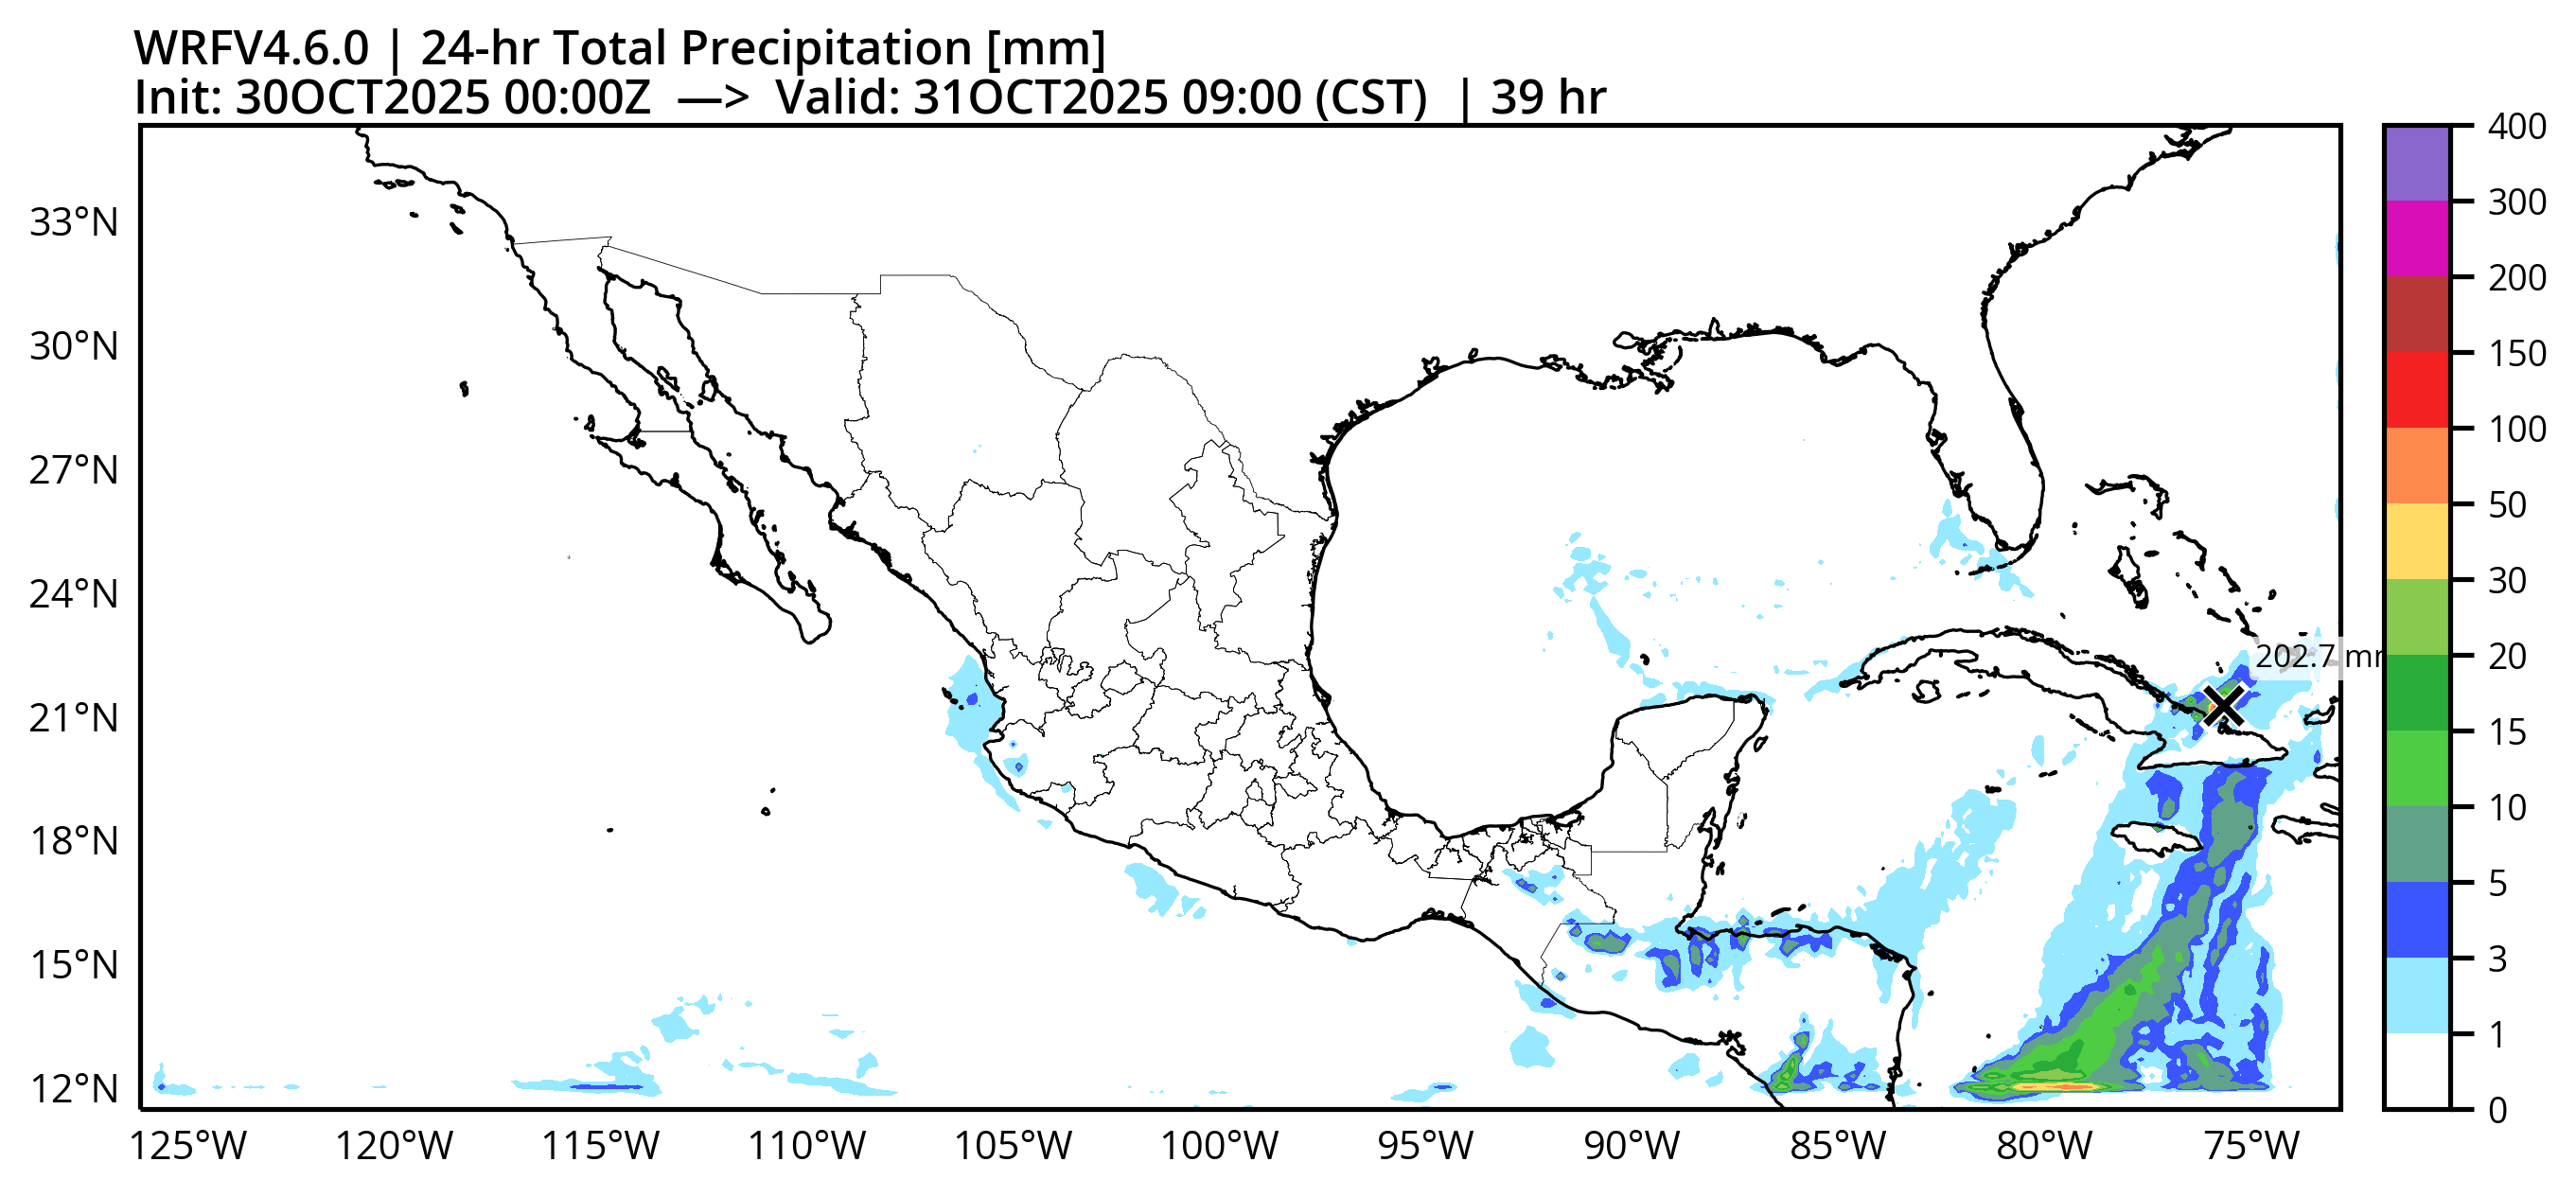 WRFV4.6.0 | 24-hr Total Precipitation [mm]
Init: 30OCT2025 00:00Z —> Valid: 31OCT2025 09:00 (CST) | 39 hr
33°N
30°N
27°N
24°N
21°N
18°N
15°N
12°N
125°W 120°W 115°W 110°W 105°W 100°W 95°W 90°W 85°W 80°W 75°W
202.7
400
300
200
150
100
50
30
20
15
10
5
3
1
0